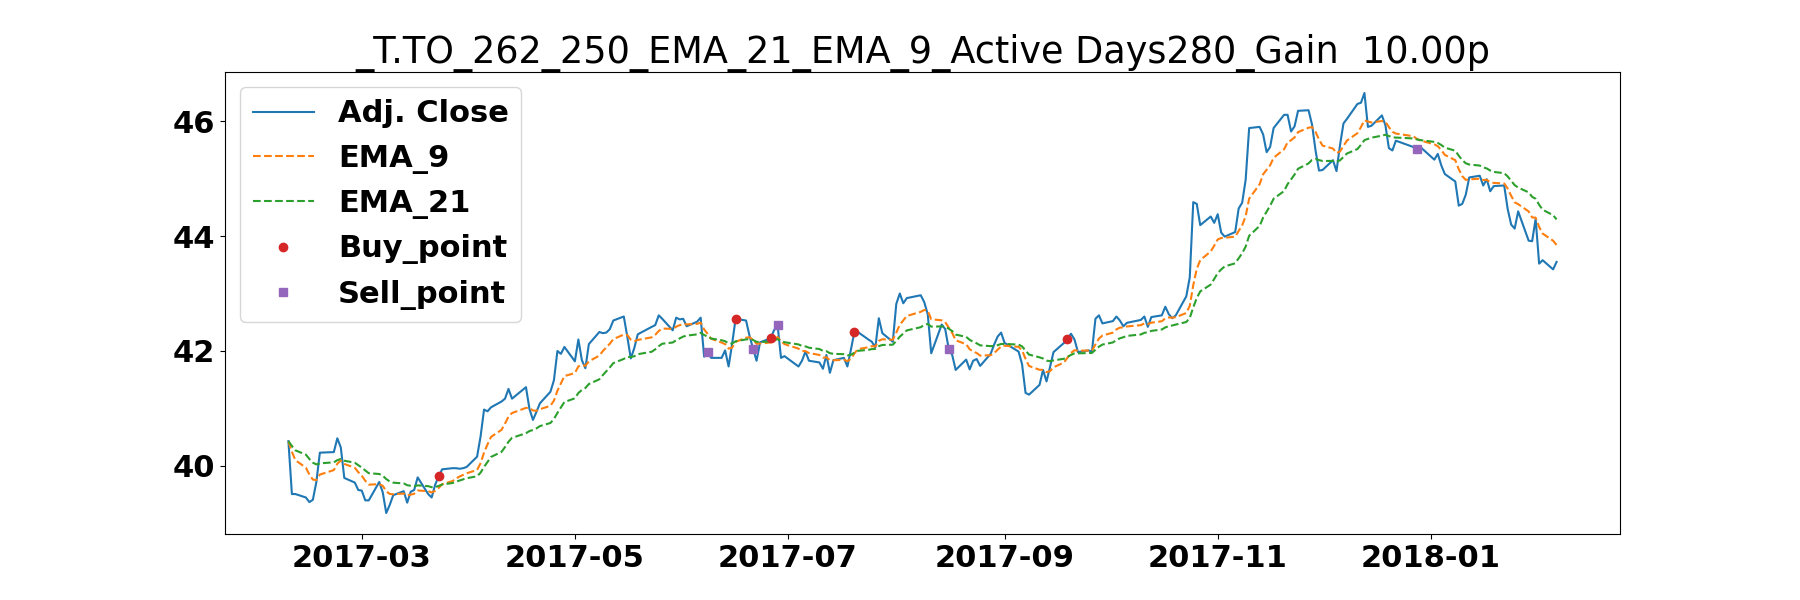 _T.TO_262_250_EMA_21_EMA_9_Active Days280_Gain  10.00p
Adj. Close
EMA_9
EMA_21
Buy_point
Sell_point
46
44
42
40
2017-03 2017-05 2017-07 2017-09 2017-11 2018-01